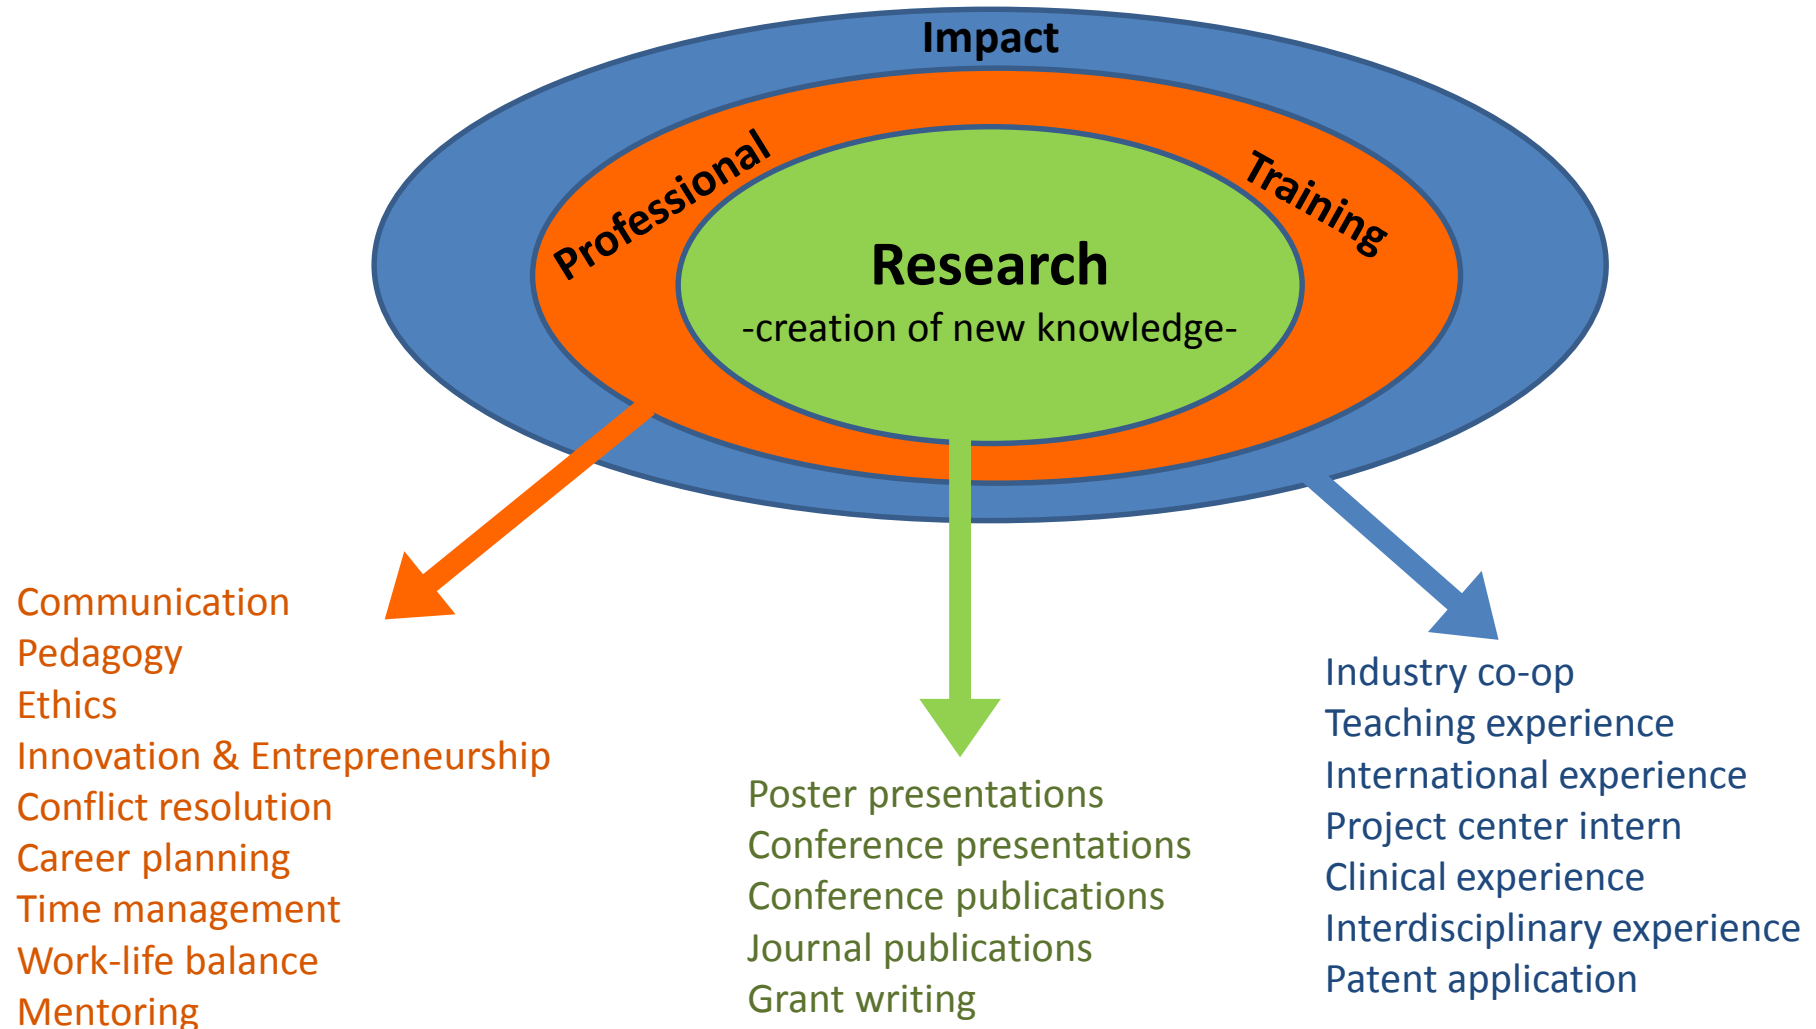 Impact
Professional
Training
Research
-creation of new knowledge-
Communication
Pedagogy
Ethics
Innovation & Entrepreneurship
Conflict resolution
Career planning
Time management
Work-life balance
Mentoring
Poster presentations
Conference presentations
Conference publications
Journal publications
Grant writing
Industry co-op
Teaching experience
International experience
Project center intern
Clinical experience
Interdisciplinary experience
Patent application